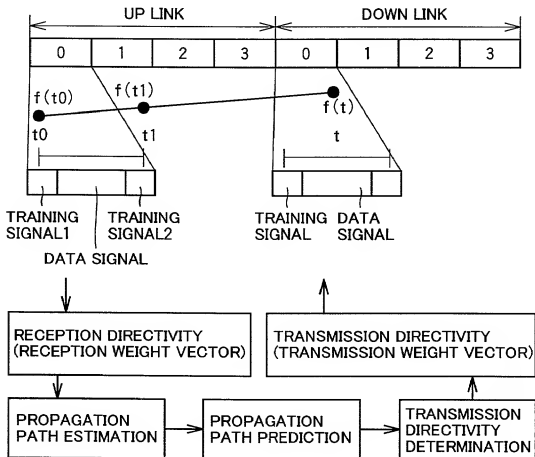 UP LINK DOWN LINK
0 1 2 3 0 1 2 3
f(t0) f(t1) f(t)
t0 t1 t
TRAINING SIGNAL1
TRAINING SIGNAL2
DATA SIGNAL
TRAINING SIGNAL
DATA SIGNAL
RECEPTION DIRECTIVITY
(RECEPTION WEIGHT VECTOR)
TRANSMISSION DIRECTIVITY
(TRANSMISSION WEIGHT VECTOR)
PROPAGATION
PATH ESTIMATION
PROPAGATION
PATH PREDICTION
TRANSMISSION
DIRECTIVITY
DETERMINATION